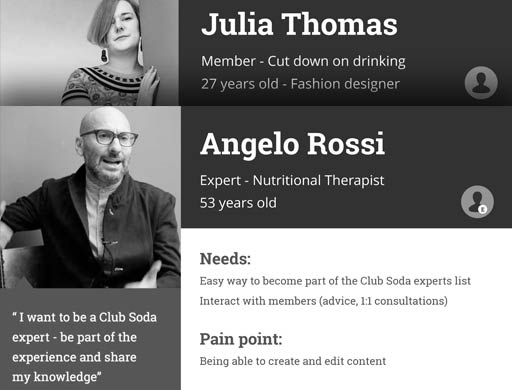 Julia Thomas
Member - Cut down on drinking
27 years old - Fashion designer
Angelo Rossi
Expert - Nutritional Therapist
53 years old
E
Needs:
Easy way to become part of the Club Soda experts list
Interact with members (advice, 1:1 consultations)
Pain point:
Being able to create and edit content
“ I want to be a Club Soda
expert - be part of the
experience and share
my knowledge”